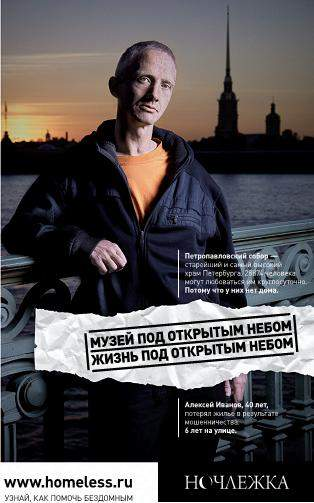 Петропавловский собор —
старейший и самый высокий
храм Петербурга. 28674 человека
могут любоваться им круглосуточно.
Потому что у них нет дома.
МУЗЕЙ ПОД ОТКРЫТЫМ НЕБОМ
ЖИЗНЬ ПОД ОТКРЫТЫМ НЕБОМ
Алексей Иванов, 40 лет,
потерял жилье в результате
мошенничества.
6 лет на улице.
www.homeless.ru
УЗНАЙ, КАК ПОМОЧЬ БЕЗДОМНЫМ
НОЧЛЕЖКА